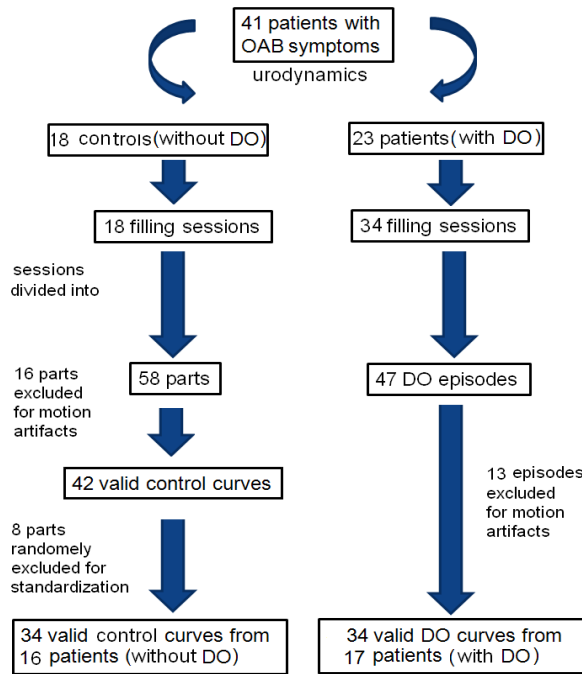 41 patients with
OAB symptoms
urodynamics
18 controls(without DO)
23 patients(with DO)
18 filling sessions
34 filling sessions
sessions
divided into
58 parts
47 DO episodes
16 parts
excluded
for motion
artifacts
42 valid control curves
13 episodes
excluded
for motion
artifacts
8 parts
randomely
excluded for
standardization
34 valid control curves from
16 patients (without DO)
34 valid DO curves from
17 patients (with DO)